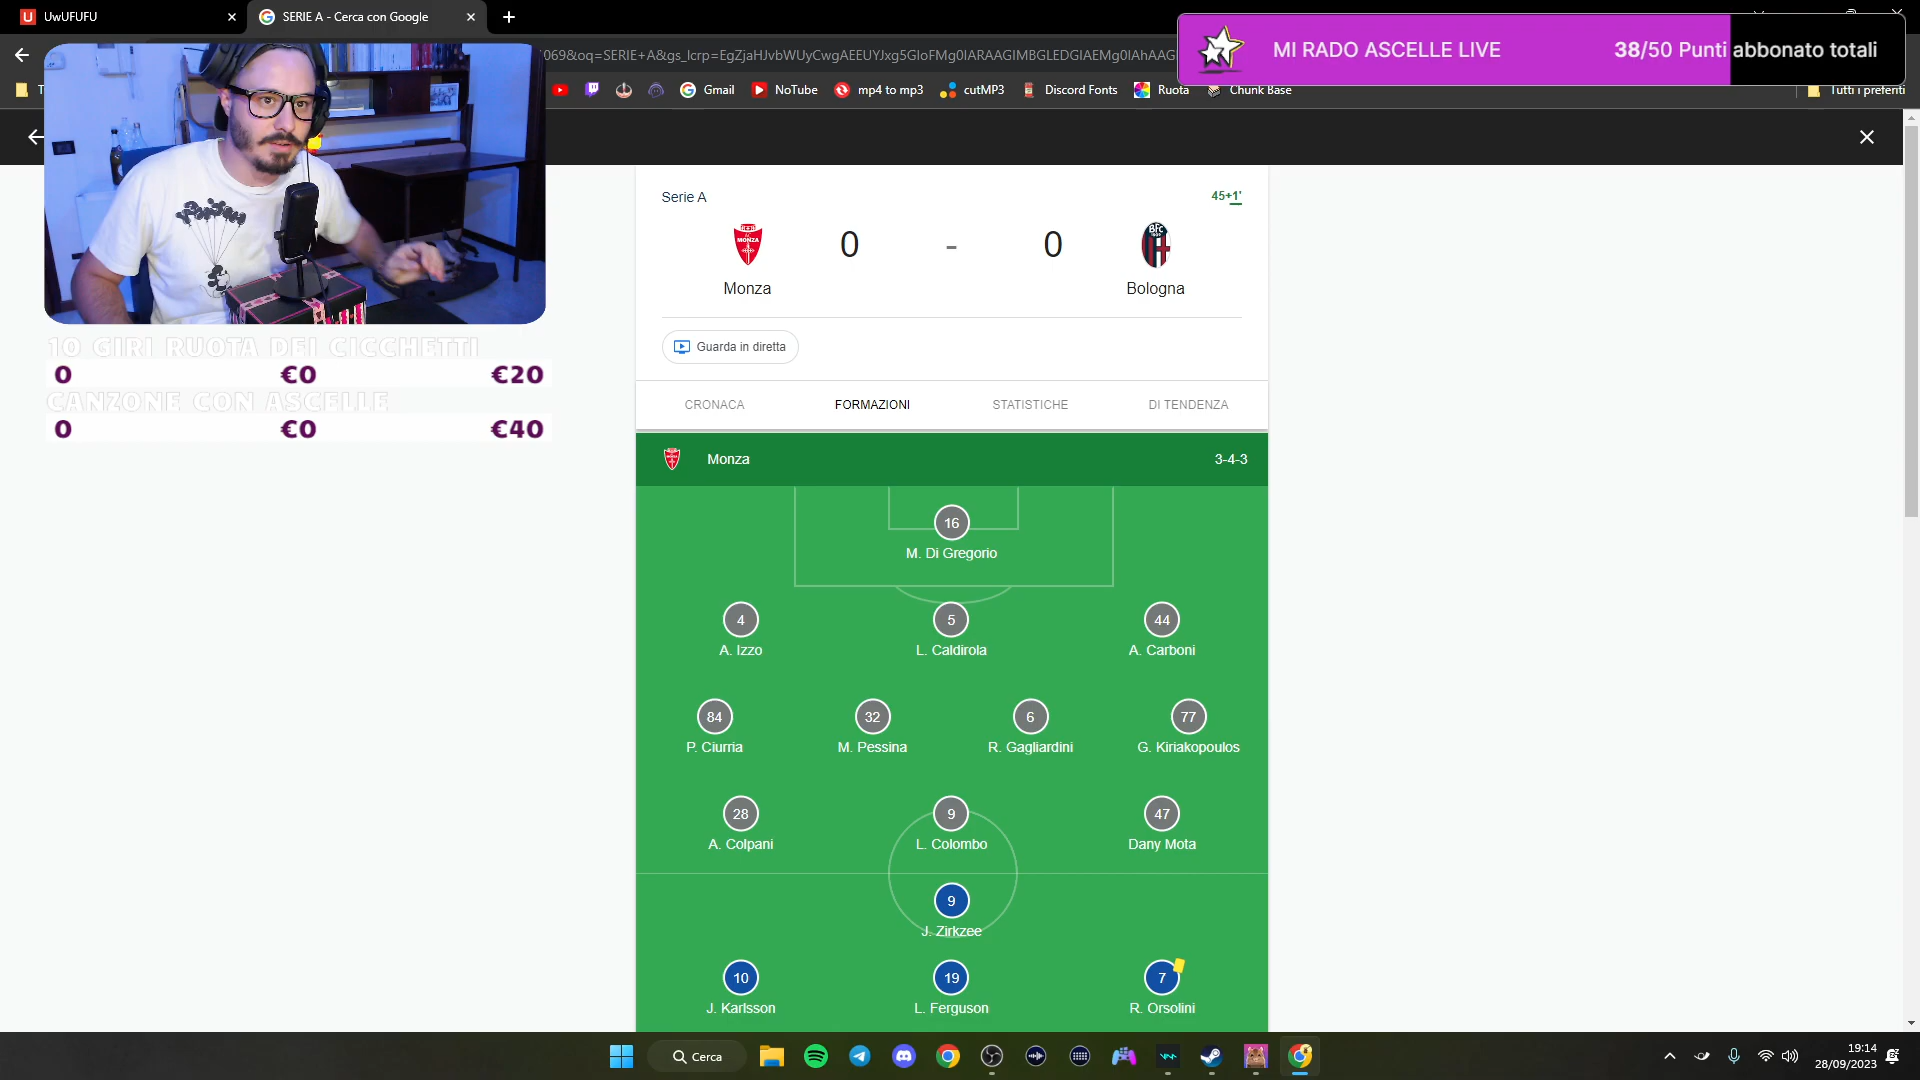 UwUFUFU
SERIE A - Cerca con Google
069&oq=SERIE+A&gs_lcrp=EgZjaHJvbWUyCwgAEEUYJxg5GIoFMg0IARAAGIMBGLEDGIAEMg0IAhAAGI
MI RADO ASCELLE LIVE
38/50 Punti abbonato totali
Gmail
NoTube
mp4 to mp3
cutMP3
Discord Fonts
Ruota
Chunk Base
Tutti i preferiti
10 GIRI RUOTA DEI CICCHETTI
0 €0 €20
CANZONE CON ASCELLE
0 €0 €40
Serie A
45+1'
MONZA
BFC
1909
0 - 0
Monza
Bologna
Guarda in diretta
CRONACA
FORMAZIONI
STATISTICHE
DI TENDENZA
Monza
3-4-3
16
M. Di Gregorio
4
5
44
A. Izzo
L. Caldirola
A. Carboni
84
32
6
77
P. Ciurria
M. Pessina
R. Gagliardini
G. Kiriakopoulos
28
9
47
A. Colpani
L. Colombo
Dany Mota
9
J. Zirkzee
10
19
7
J. Karlsson
L. Ferguson
R. Orsolini
Cerca
19:14
28/09/2023